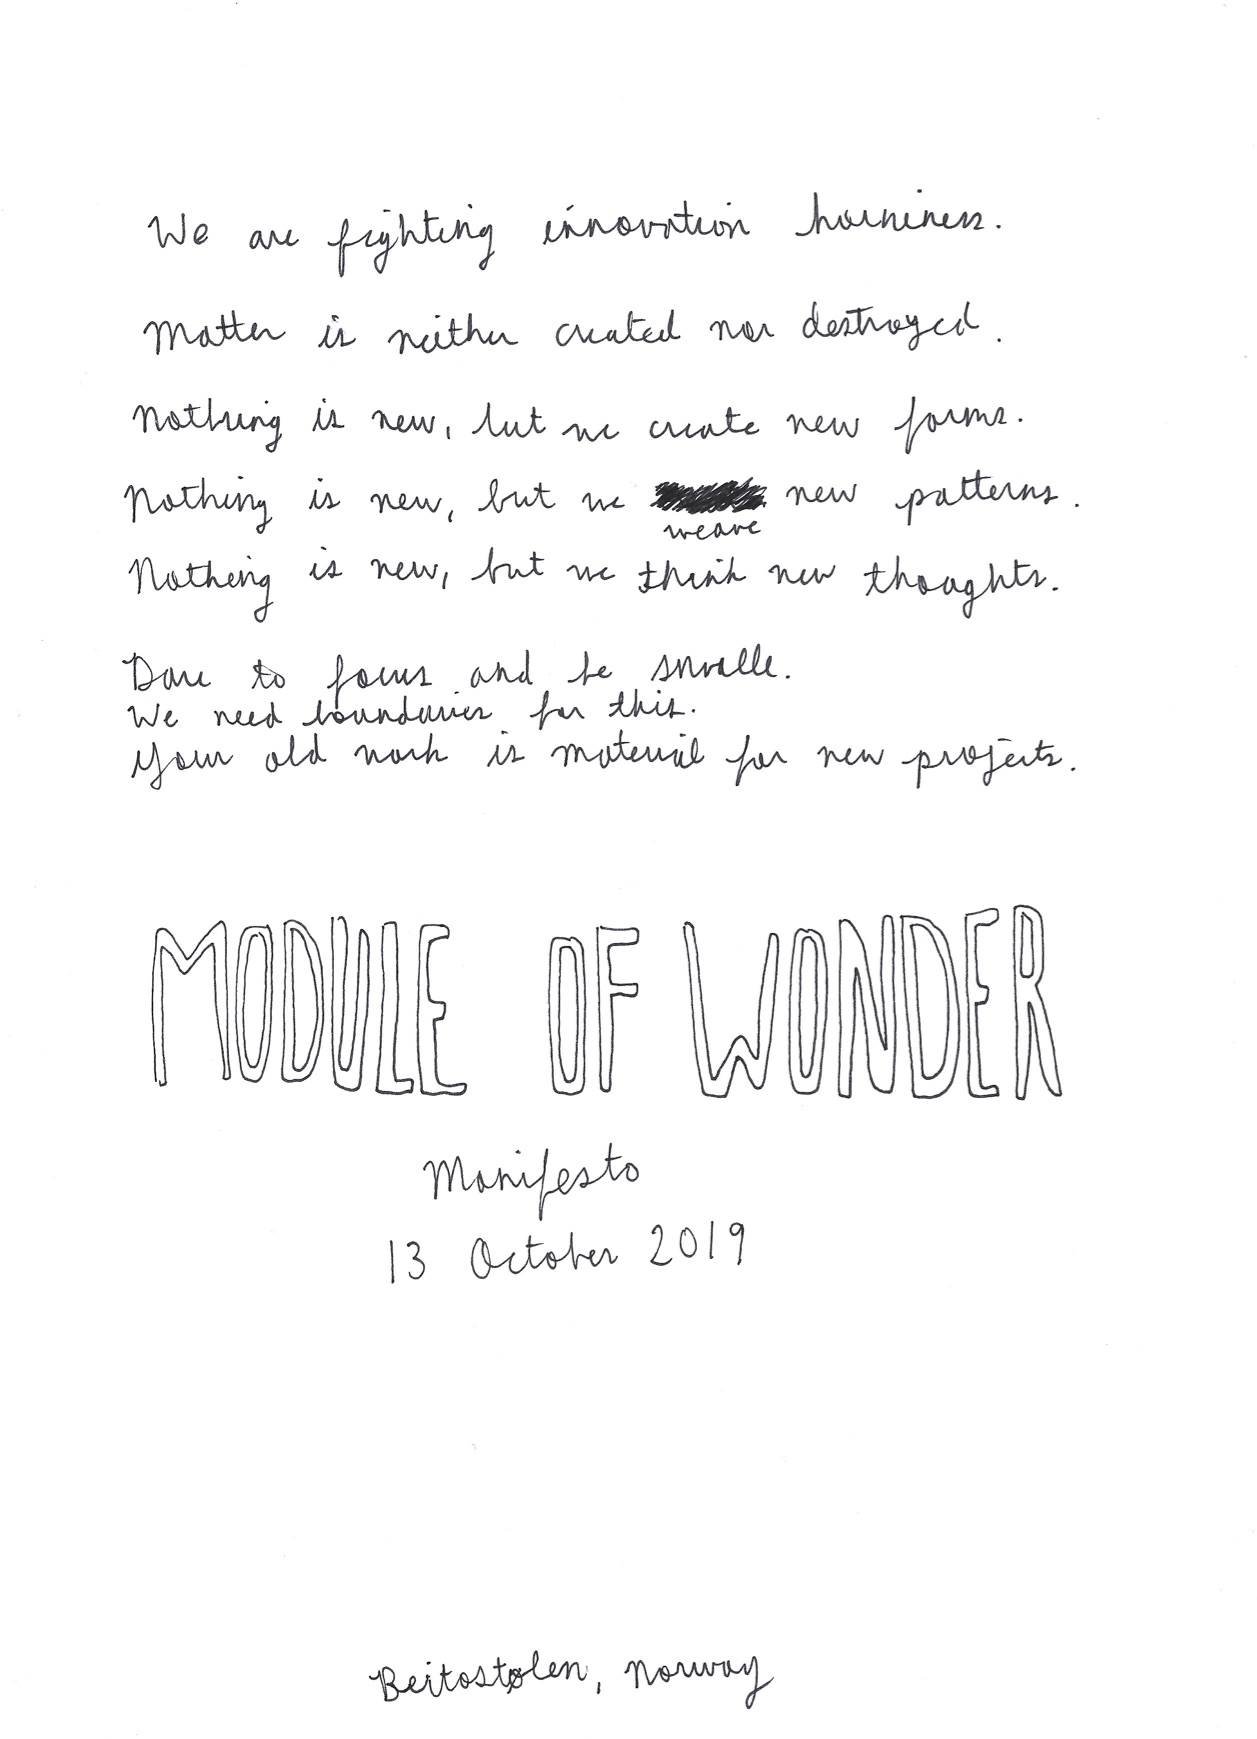 We are fighting innovation horniness.
Matter is neither created nor destroyed.
Nothing is new, but we create new forms.
Nothing is new, but we new patterns.
weave
Nothing is new, but we think new thoughts.
Dare to focus and be smalle.
We need boundaries for this.
Your old work is material for new projects.
MODULE OF WONDER
Manifesto
13 October 2019
Beitostølen, Norway